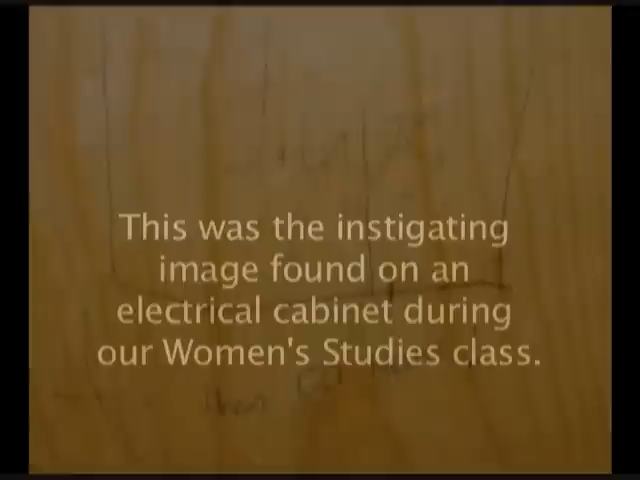 This was the instigating
image found on an
electrical cabinet during
our Women's Studies class.